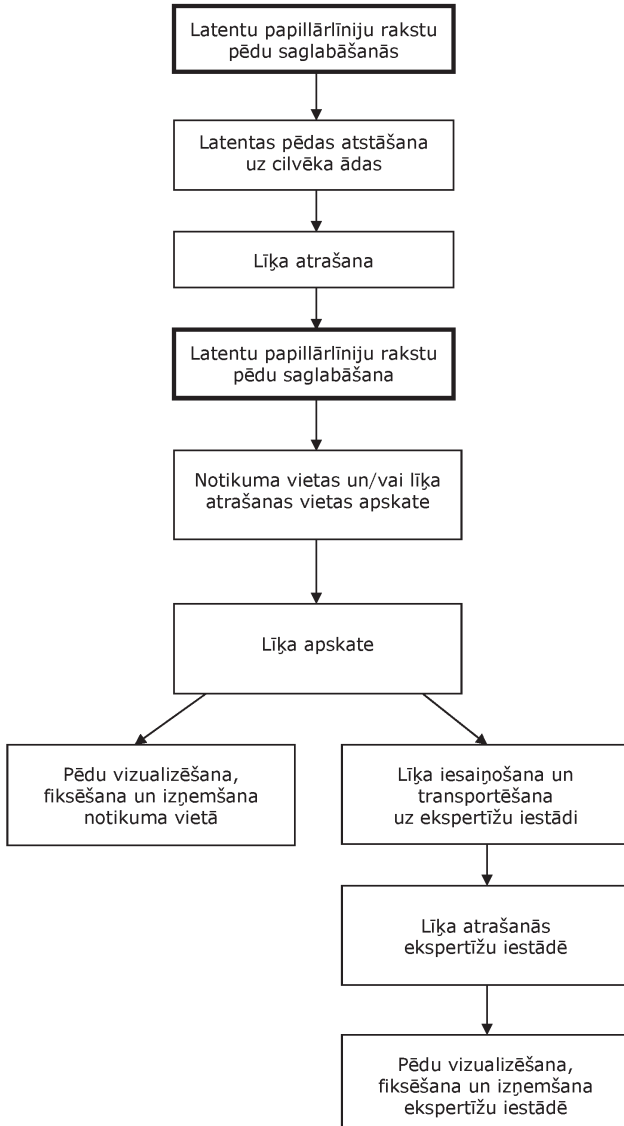 Latentu papillārlīniju rakstu
pēdu saglabāšanās
Latentas pēdas atstāšana
uz cilvēka ādas
Līķa atrašana
Latentu papillārlīniju rakstu
pēdu saglabāšana
Notikuma vietas un/vai līķa
atrašanas vietas apskate
Līķa apskate
Pēdu vizualizēšana,
fiksēšana un izņemšana
notikuma vietā
Līķa iesaiņošana un
transportēšana
uz ekspertīžu iestādi
Līķa atrašanās
ekspertīžu iestādē
Pēdu vizualizēšana,
fiksēšana un izņemšana
ekspertīžu iestādē